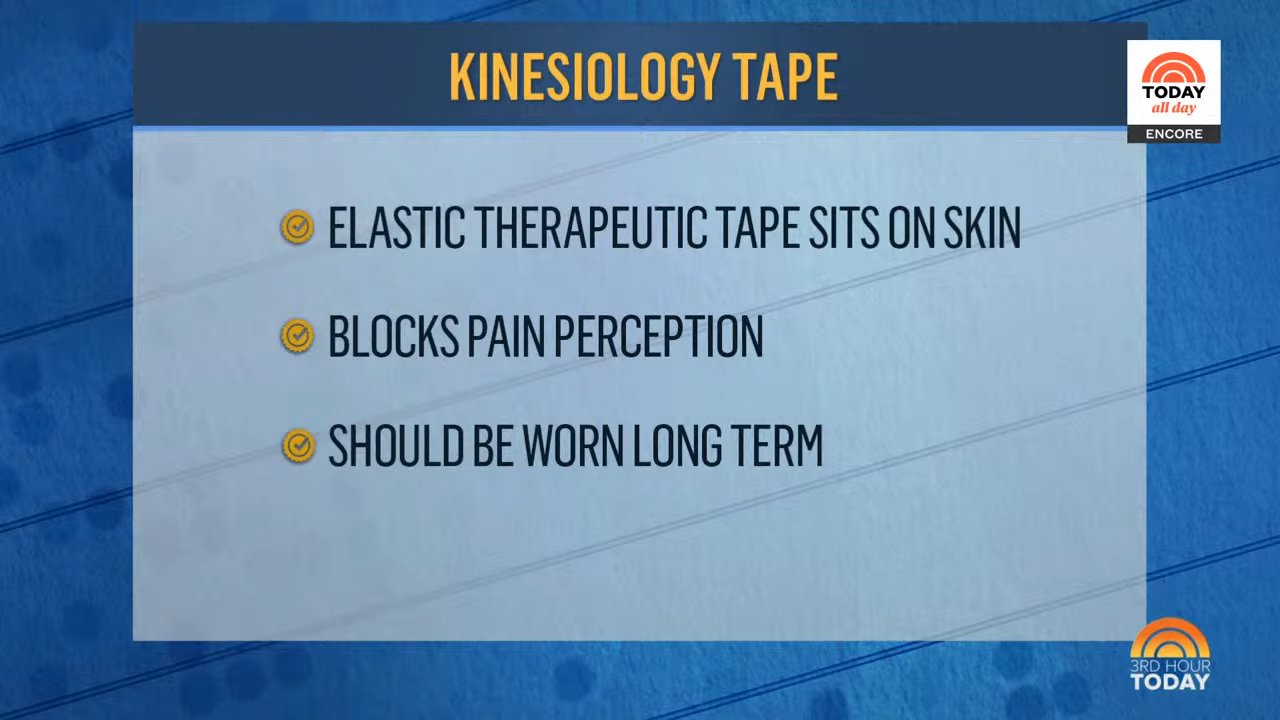 KINESIOLOGY TAPE
TODAY
all day
ENCORE
ELASTIC THERAPEUTIC TAPE SITS ON SKIN
BLOCKS PAIN PERCEPTION
SHOULD BE WORN LONG TERM
3RD HOUR
TODAY